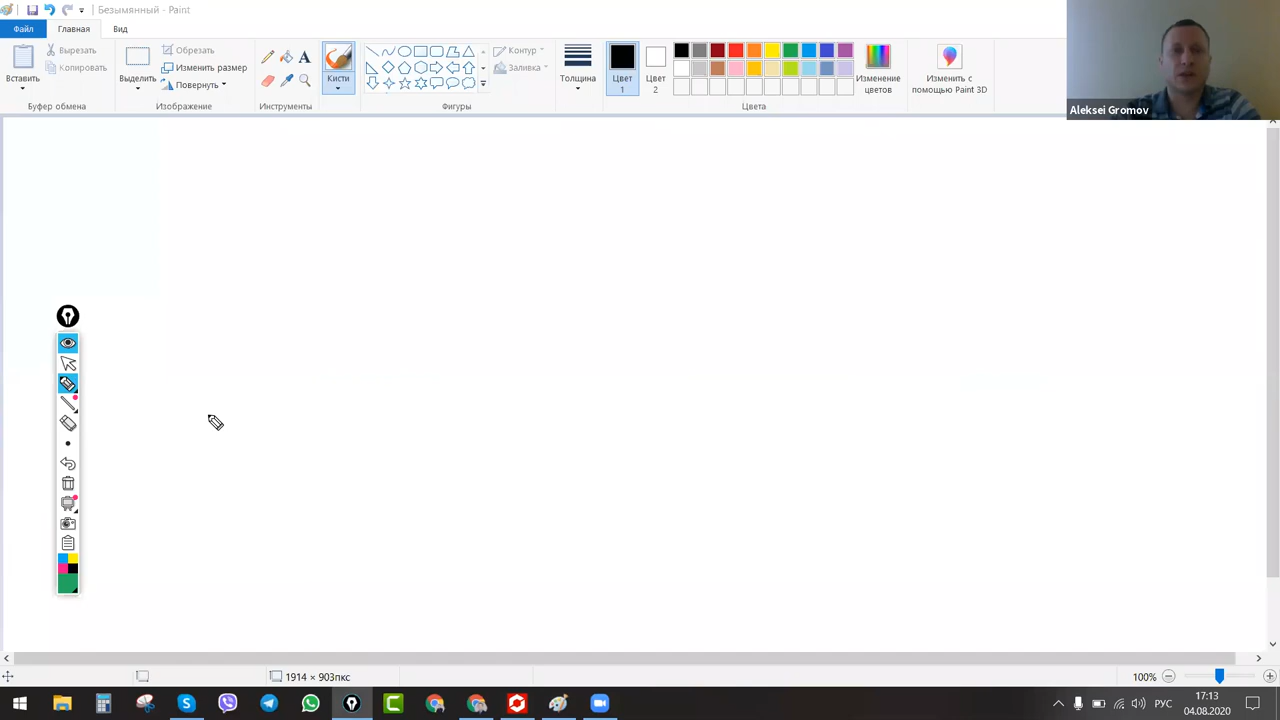 Безымянный - Paint
Файл
Главная
Вид
Вставить
Вырезать
Копировать
Буфер обмена
Выделить
Обрезать
Изменить размер
Повернуть
Изображение
A
Инструменты
Кисти
Контур
Заливка
Фигуры
Толщина
Цвет
1
Цвет
2
Цвета
Изменение
цветов
Изменить с
помощью Paint 3D
Aleksei Gromov
1914 × 903пкс
100%
РУС
17:13
04.08.2020